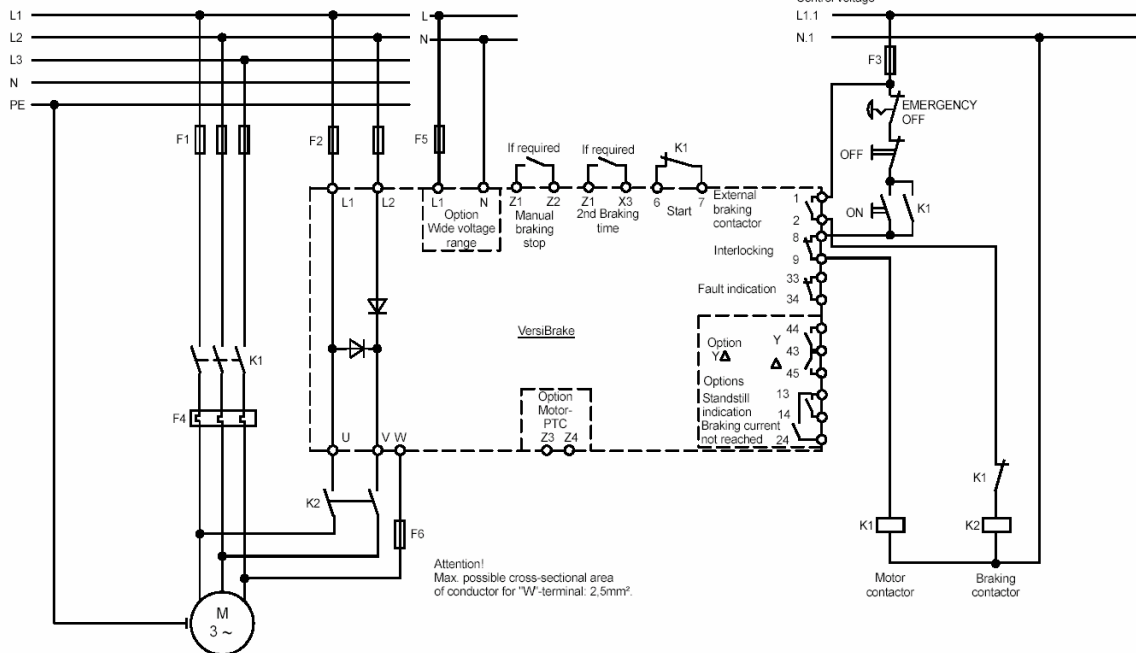 Control voltage
L1
L
L1.1
L2
N
N.1
L3
N
PE
F3
EMERGENCY
OFF
F1
F2
F5
If required
If required
K1
OFF
L1
L2
L1
N
Z1
Z2
Z1
X3
6
7
External
braking
contactor
1
2
ON
K1
Option
Wide voltage
range
Manual
braking
stop
2nd Braking
time
Start
8
Interlocking
9
Fault indication
33
34
VersiBrake
Option
Y
Y
44
43
45
K1
Options
Standstill
indication
13
14
Braking current
not reached
24
F4
Option
Motor-
PTC
Z3
Z4
U
V
W
K2
F6
K1
K1
K2
Attention!
Max. possible cross-sectional area
of conductor for "W"-terminal: 2,5mm².
Motor
contactor
Braking
contactor
M
3 ~